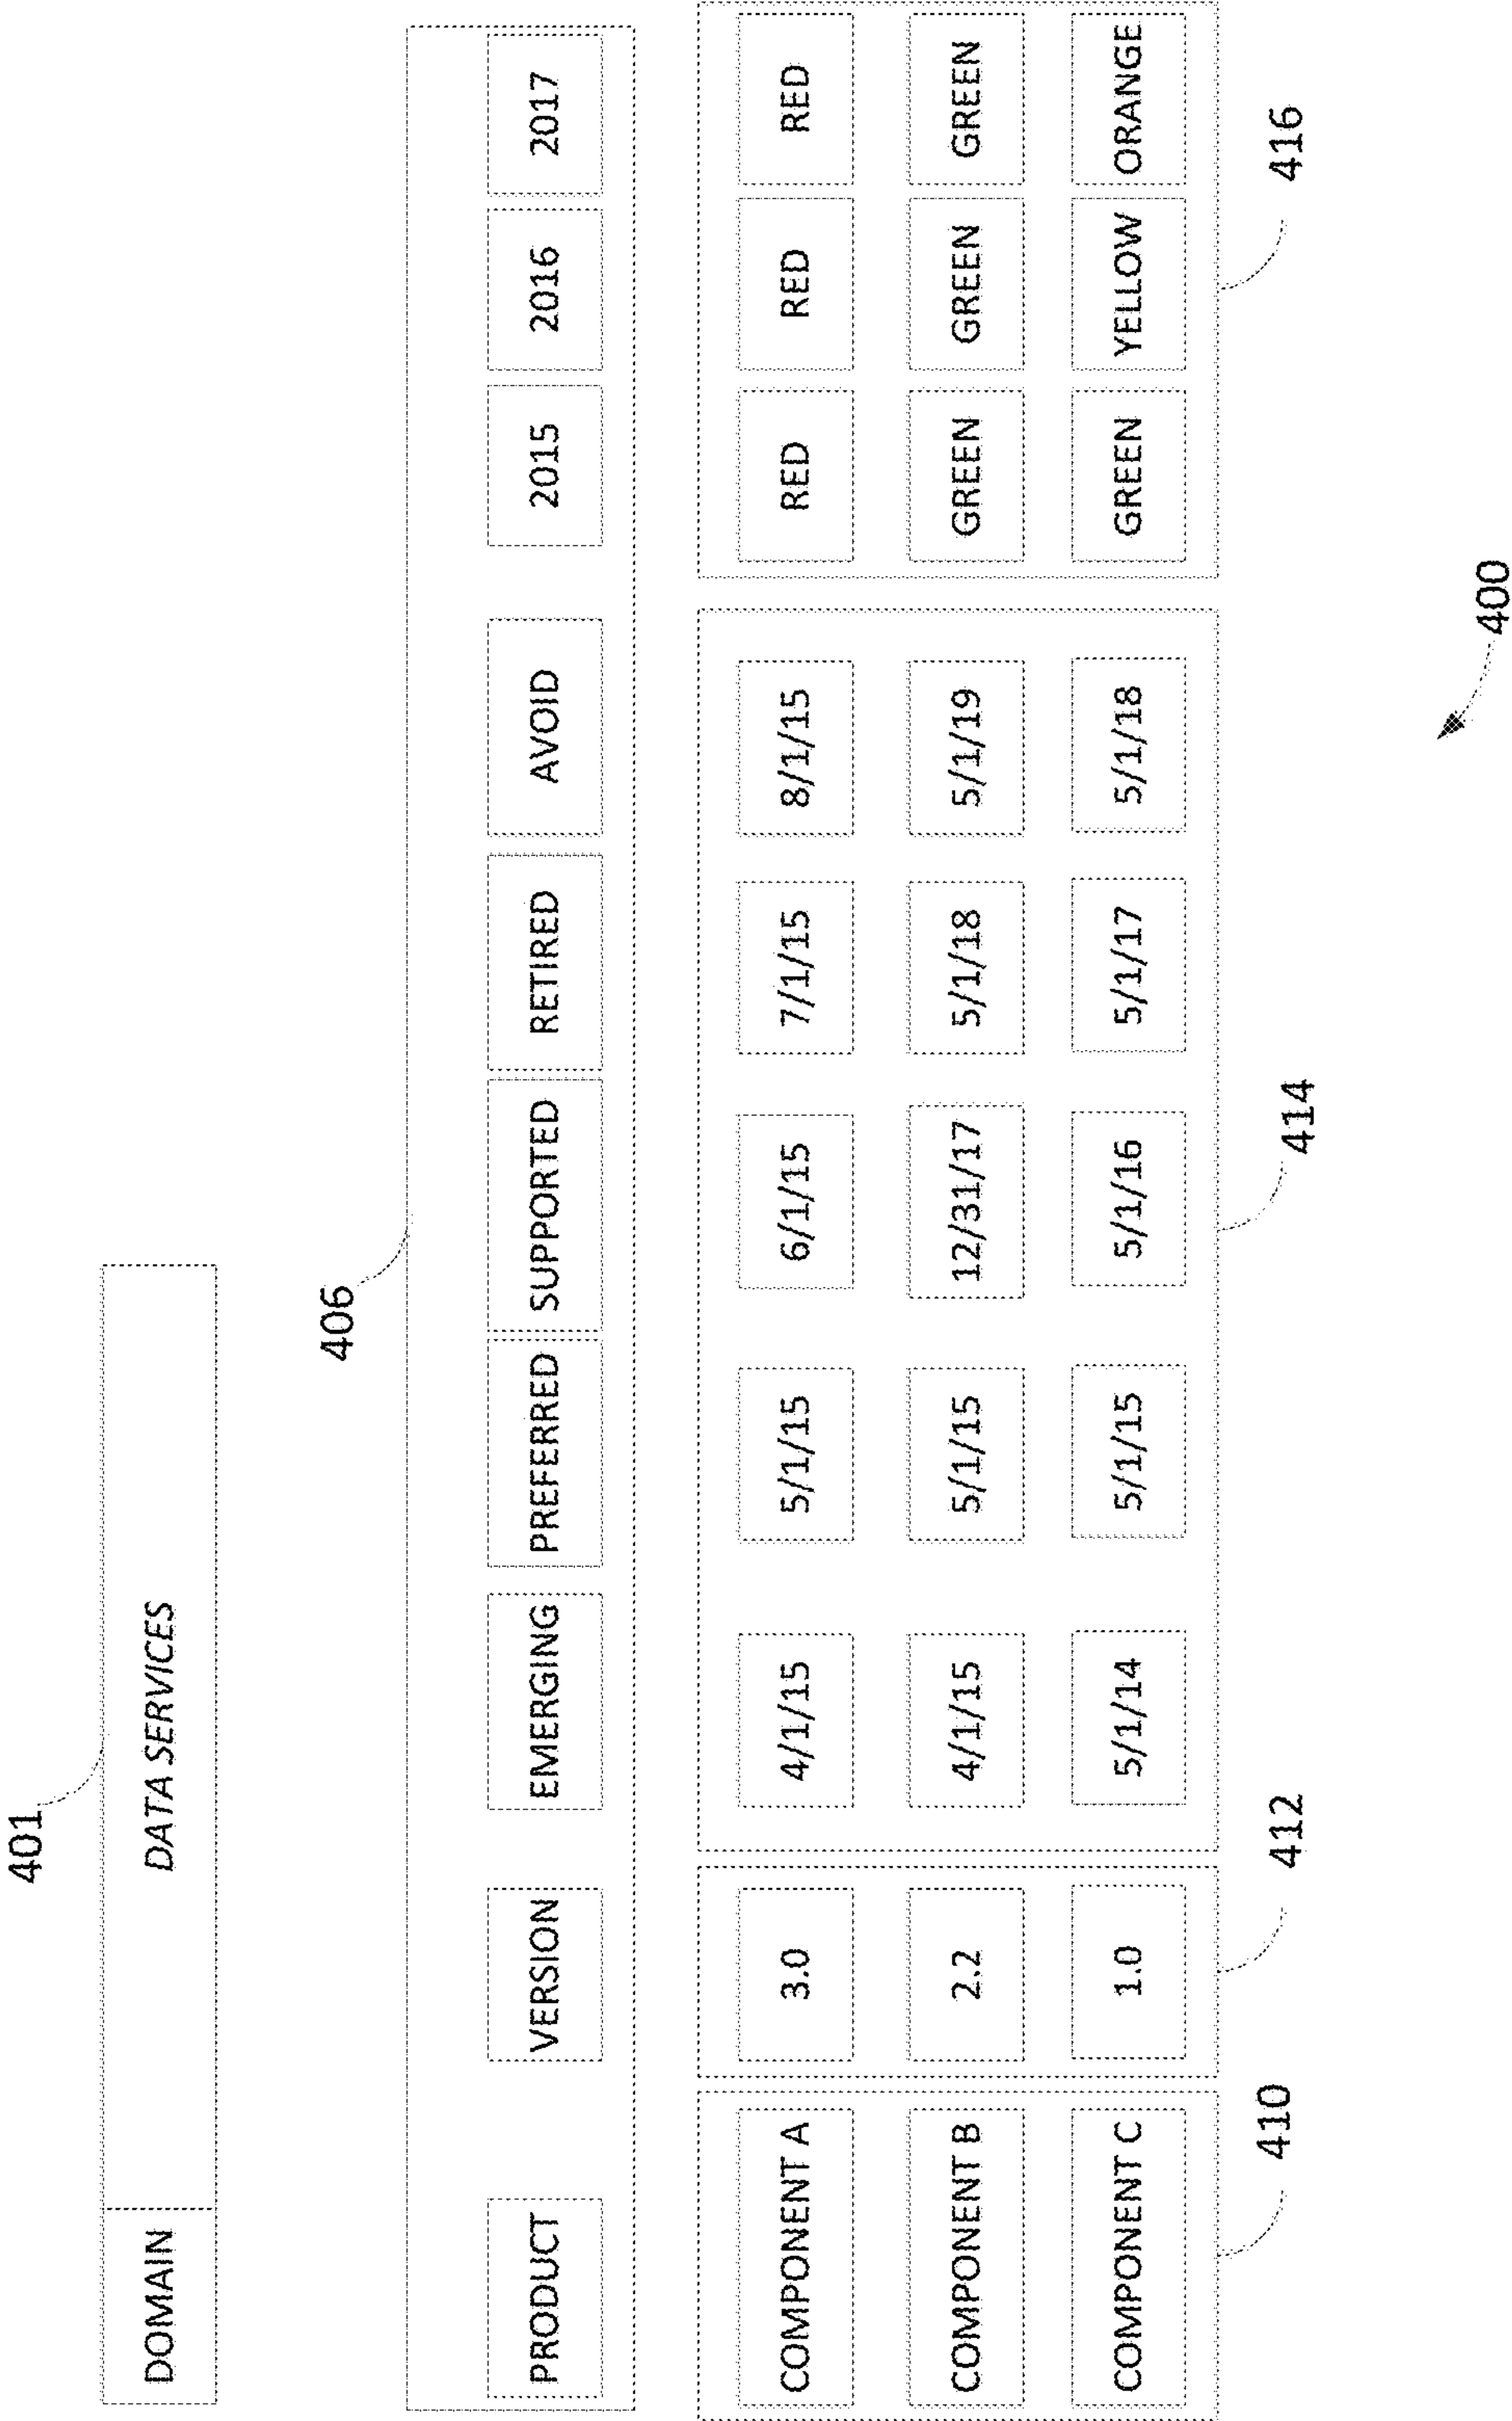 401
DOMAIN DATA SERVICES
406
PRODUCT VERSION EMERGING PREFERRED SUPPORTED RETIRED AVOID 2015 2016 2017
COMPONENT A 3.0 4/1/15 5/1/15 6/1/15 7/1/15 8/1/15 RED RED RED
COMPONENT B 2.2 4/1/15 5/1/15 12/31/17 5/1/18 5/1/19 GREEN GREEN GREEN
COMPONENT C 1.0 5/1/14 5/1/15 5/1/16 5/1/17 5/1/18 GREEN YELLOW ORANGE
410 412 414 416
400